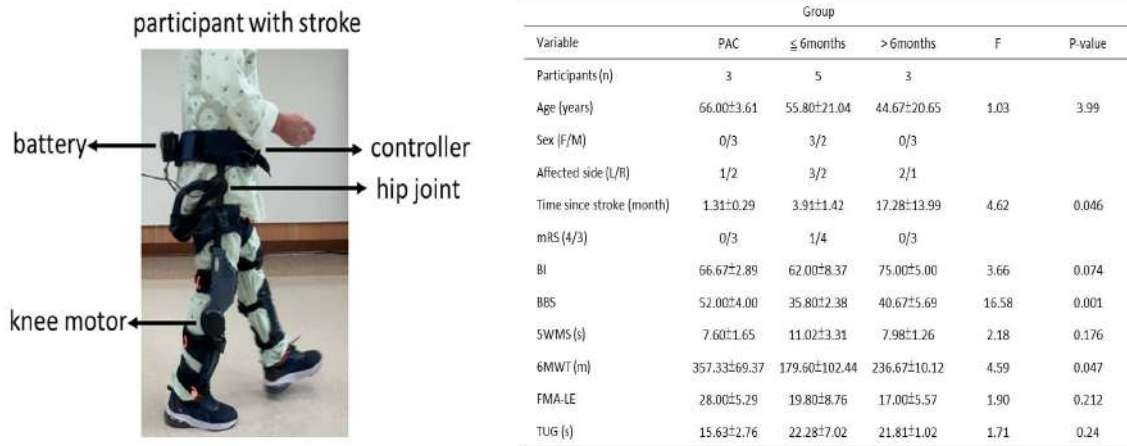 participant with stroke
battery
controller
hip joint
knee motor
Group
Variable PAC ≦ 6months > 6months F P-value
Participants (n) 3 5 3
Age (years) 66.00±3.61 55.80±21.04 44.67±20.65 1.03 3.99
Sex (F/M) 0/3 3/2 0/3
Affected side (L/R) 1/2 3/2 2/1
Time since stroke (month) 1.31±0.29 3.91±1.42 17.28±13.99 4.62 0.046
mRS (4/3) 0/3 1/4 0/3
BI 66.67±2.89 62.00±8.37 75.00±5.00 3.66 0.074
BBS 52.00±4.00 35.80±2.38 40.67±5.69 16.58 0.001
5WMS (s) 7.60±1.65 11.02±3.31 7.98±1.26 2.18 0.176
6MWT (m) 357.33±69.37 179.60±102.44 236.67±10.12 4.59 0.047
FMA-LE 28.00±5.29 19.80±8.76 17.00±5.57 1.90 0.212
TUG (s) 15.63±2.76 22.28±7.02 21.81±1.02 1.71 0.24